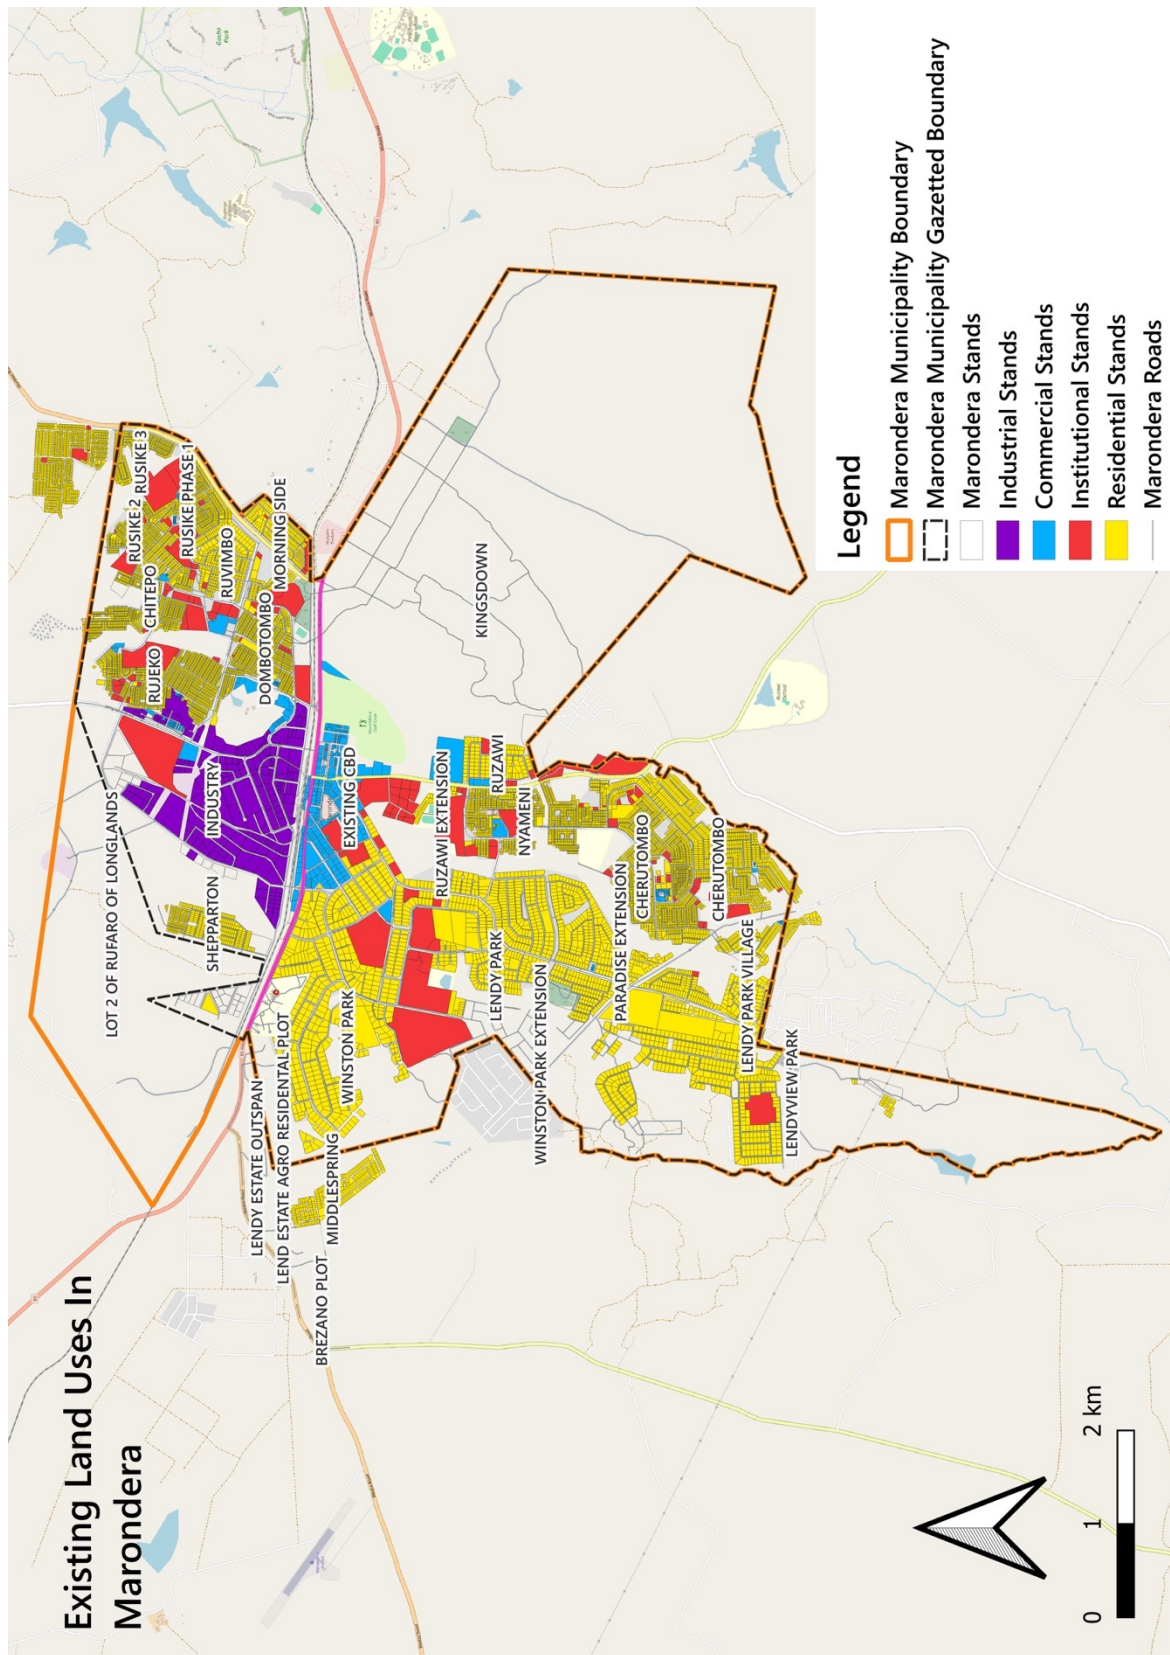 Existing Land Uses In
Marondera
LOT 2 OF RUFARO OF LONGLANDS
SHEPPARTON
INDUSTRY
RUJEKO
CHITEPO
RUSIKE 2
RUSIKE 3
RUSIKE PHASE 1
RUVIMBO
DOMBOTOMBO
MORNING SIDE
LENDY ESTATE OUTSPAN
LEND ESTATE AGRO RESIDENTAL PLOT
BREZANO PLOT
MIDDLESPRING
WINSTON PARK
EXISTING CBD
KINGSDOWN
RUZAWI EXTENSION
RUZAWI
NYAMENI
LENDY PARK
WINSTON PARK EXTENSION
PARADISE EXTENSION
CHERUTOMBO
CHERUTOMBO
LENDY PARK VILLAGE
LENDYVIEW PARK
Gosha
Park
Legend
Marondera Municipality Boundary
Marondera Municipality Gazetted Boundary
Marondera Stands
Industrial Stands
Commercial Stands
Institutional Stands
Residential Stands
Marondera Roads
0 1 2 km